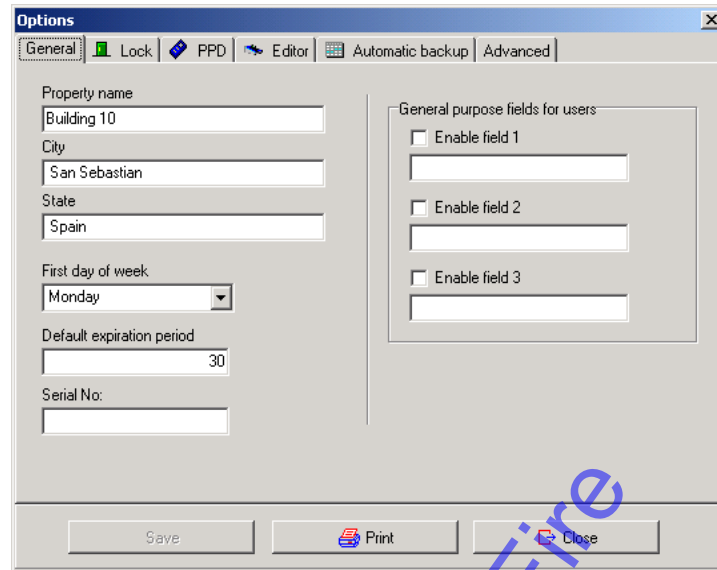 Options
General Lock PPD Editor Automatic backup Advanced
Property name
Building 10
City
San Sebastian
State
Spain
First day of week
Monday
Default expiration period
30
Serial No:
General purpose fields for users
Enable field 1
Enable field 2
Enable field 3
Save Print Close
Fire